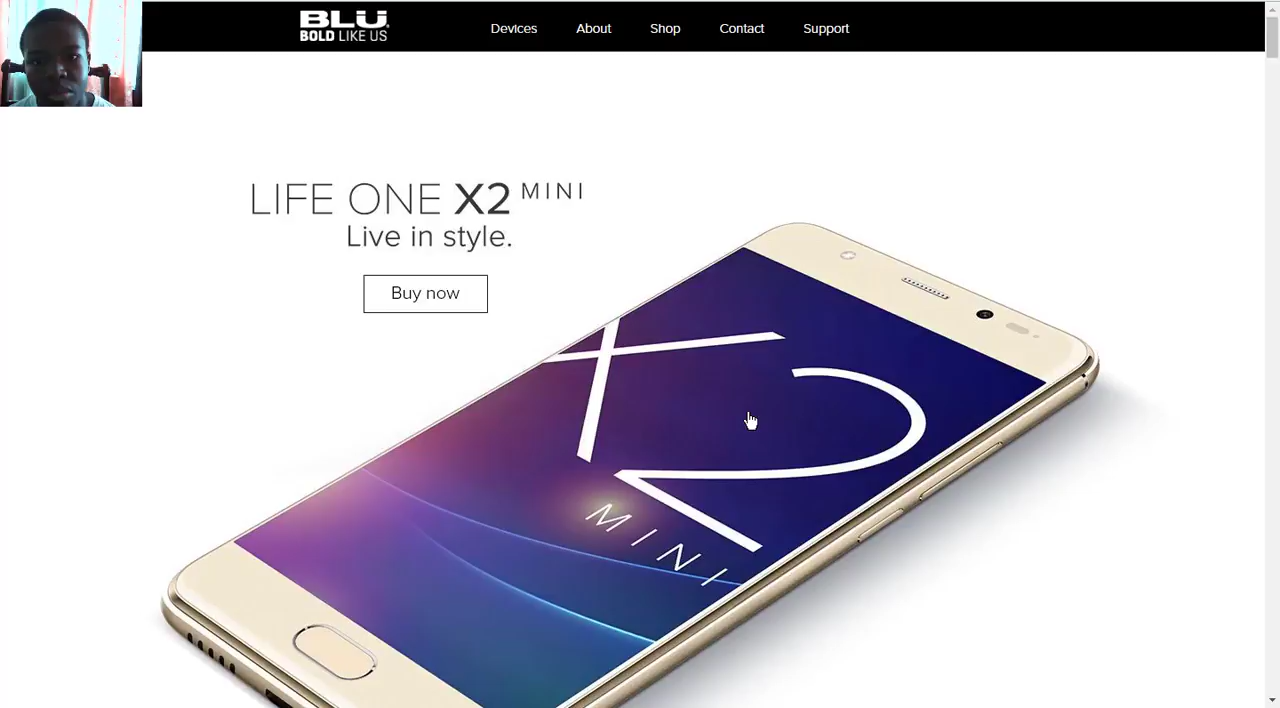 BLU
BOLD LIKE US
Devices
About
Shop
Contact
Support
LIFE ONE X2 MINI
Live in style.
Buy now
X2
MINI